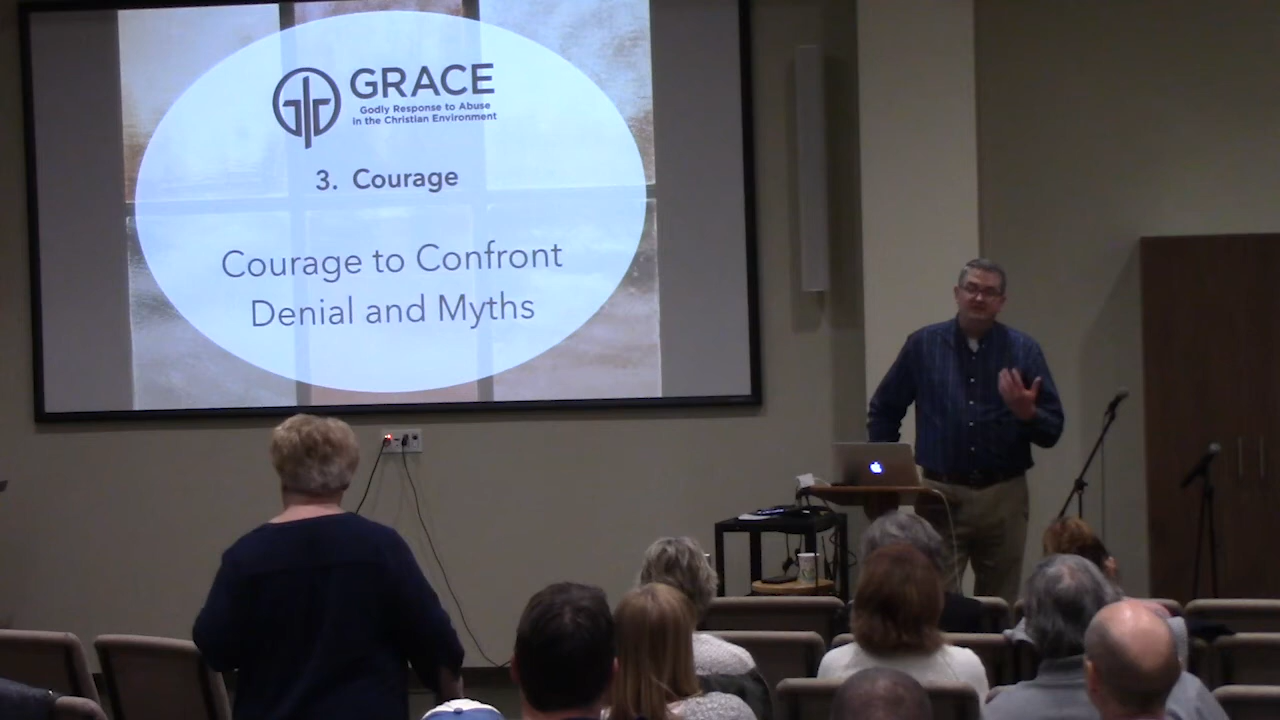 GRACE
Godly Response to Abuse
in the Christian Environment
3. Courage
Courage to Confront
Denial and Myths